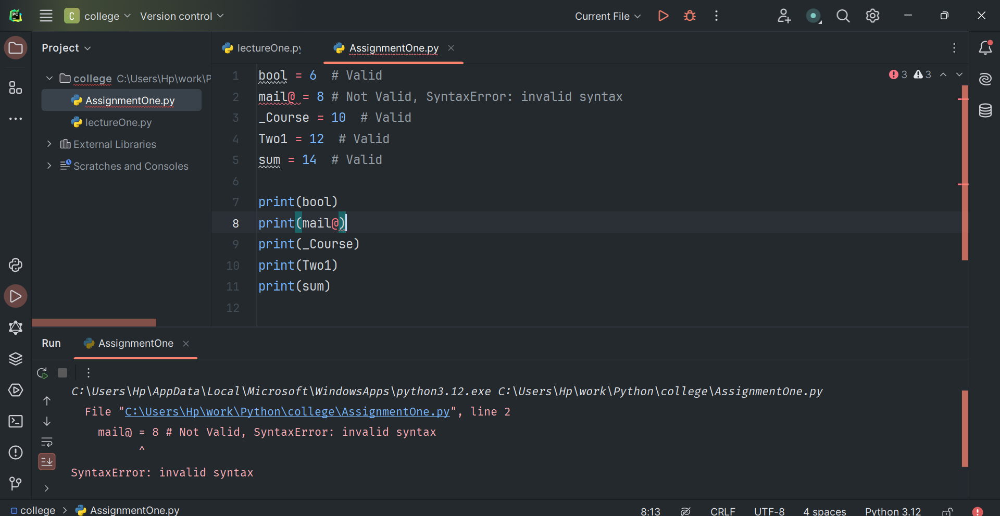 C college Version control Current File
Project
lectureOne.py
AssignmentOne.py
college C:\Users\Hp\work\P
AssignmentOne.py
lectureOne.py
External Libraries
Scratches and Consoles
3 3
1 bool = 6  # Valid
2 mail@ = 8 # Not Valid, SyntaxError: invalid syntax
3 _Course = 10  # Valid
4 Two1 = 12  # Valid
5 sum = 14  # Valid
6
7 print(bool)
8 print(mail@)
9 print(_Course)
10 print(Two1)
11 print(sum)
12
Run AssignmentOne
C:\Users\Hp\AppData\Local\Microsoft\WindowsApps\python3.12.exe C:\Users\Hp\work\Python\college\AssignmentOne.py
File "C:\Users\Hp\work\Python\college\AssignmentOne.py", line 2
mail@ = 8 # Not Valid, SyntaxError: invalid syntax
^
SyntaxError: invalid syntax
college > AssignmentOne.py 8:13 CRLF UTF-8 4 spaces Python 3.12